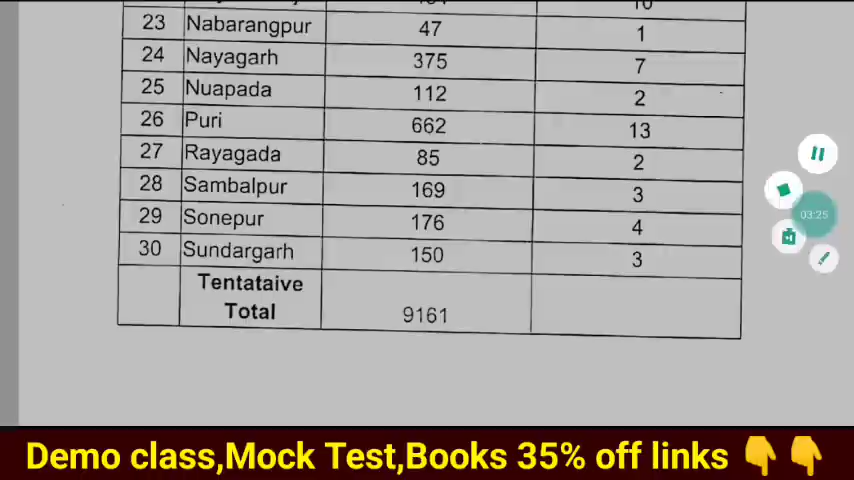 23 Nabarangpur 47 1
24 Nayagarh 375 7
25 Nuapada 112 2
26 Puri 662 13
27 Rayagada 85 2
28 Sambalpur 169 3
29 Sonepur 176 4
30 Sundargarh 150 3
Tentataive
Total 9161
03:25
Demo class,Mock Test,Books 35% off links 👇👇